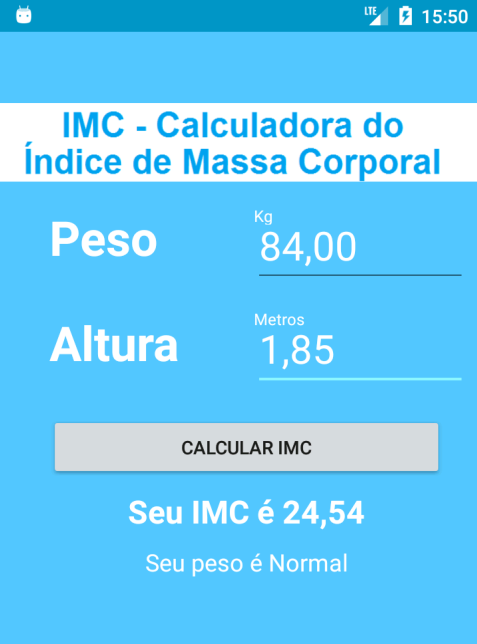 LTE 15:50
IMC - Calculadora do
Índice de Massa Corporal
Kg
Peso 84,00
Metros
Altura 1,85
CALCULAR IMC
Seu IMC é 24,54
Seu peso é Normal